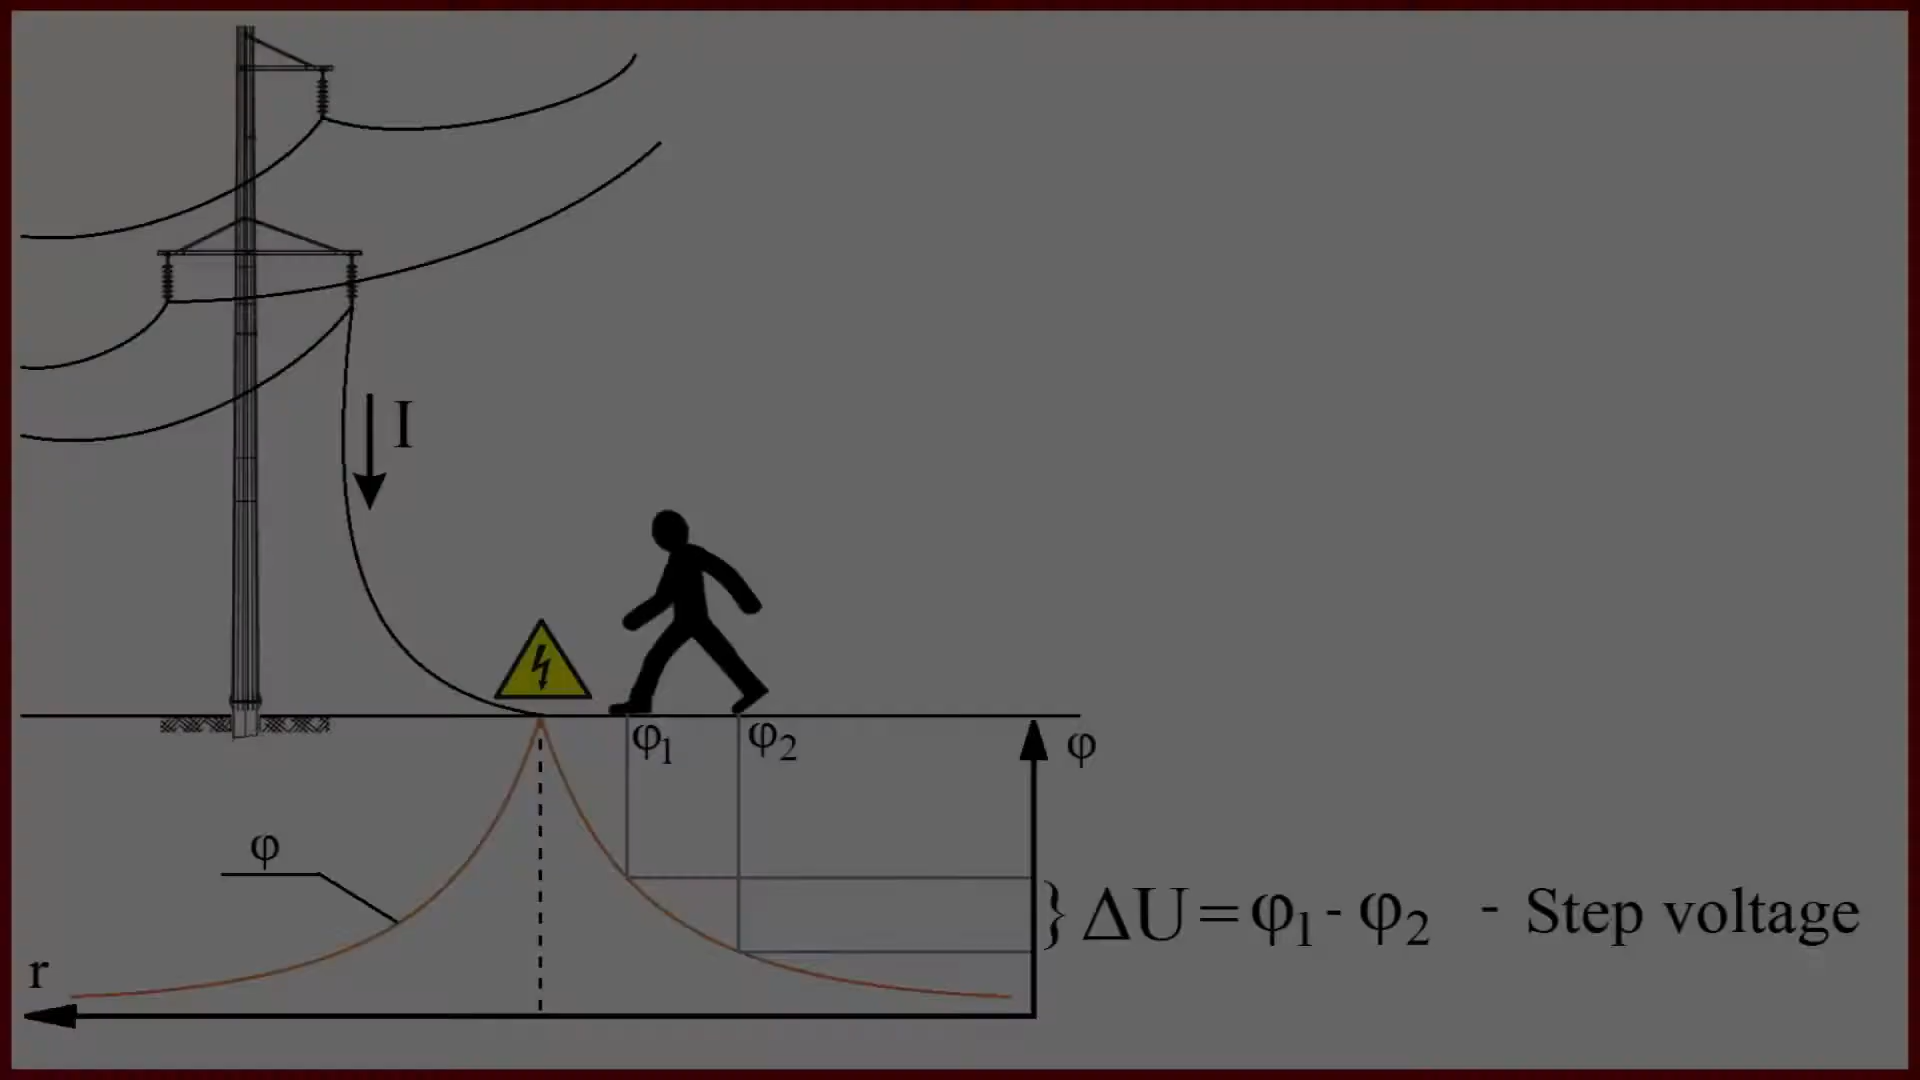 I
φ1
φ2
φ
φ
} ΔU = φ1 - φ2 - Step voltage
r